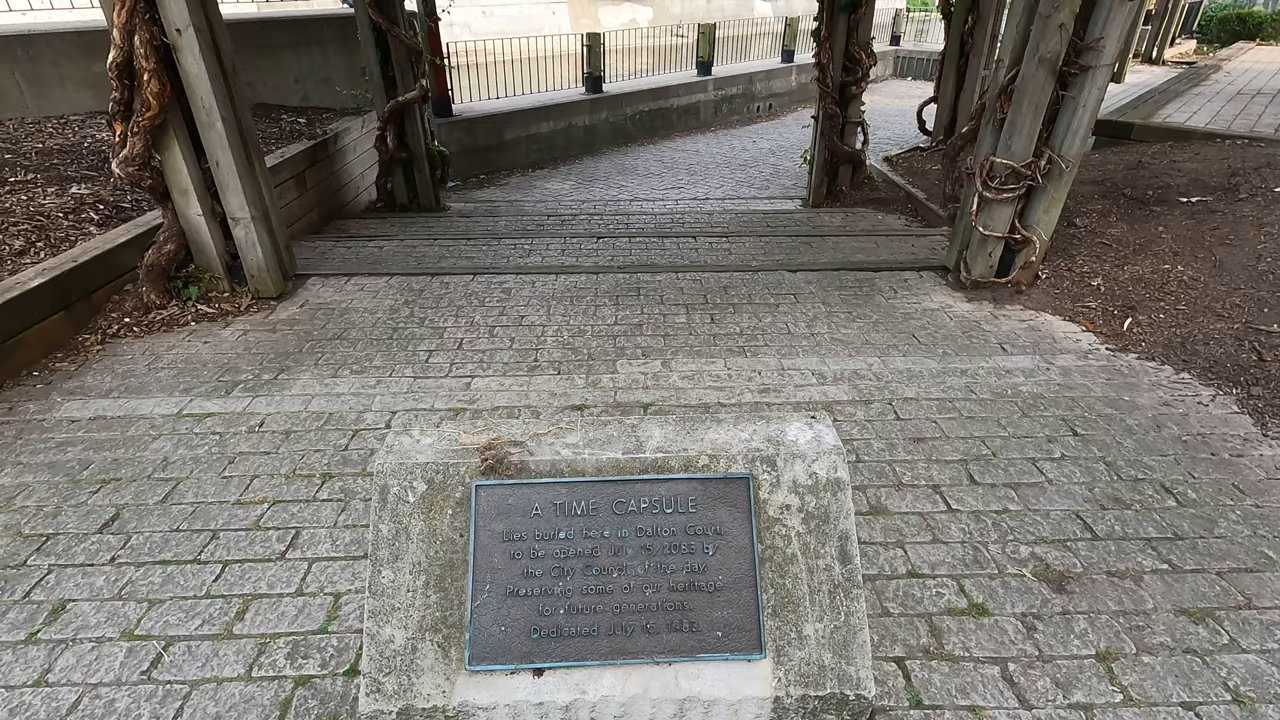 A TIME CAPSULE
Lies buried here in Dalton Court,
to be opened July 15, 2083 by
the City Council of the day.
Preserving some of our heritage
for future generations.
Dedicated July 15, 1983.